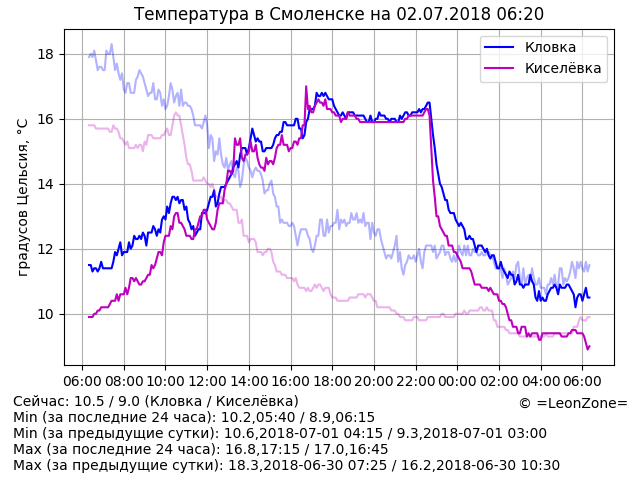 Температура в Смоленске на 02.07.2018 06:20
Кловка
Киселёвка
градусов Цельсия, °C
18
16
14
12
10
06:00 08:00 10:00 12:00 14:00 16:00 18:00 20:00 22:00 00:00 02:00 04:00 06:00
Сейчас: 10.5 / 9.0 (Кловка / Киселёвка)
© =LeonZone=
Min (за последние 24 часа): 10.2,05:40 / 8.9,06:15
Min (за предыдущие сутки): 10.6,2018-07-01 04:15 / 9.3,2018-07-01 03:00
Max (за последние 24 часа): 16.8,17:15 / 17.0,16:45
Max (за предыдущие сутки): 18.3,2018-06-30 07:25 / 16.2,2018-06-30 10:30